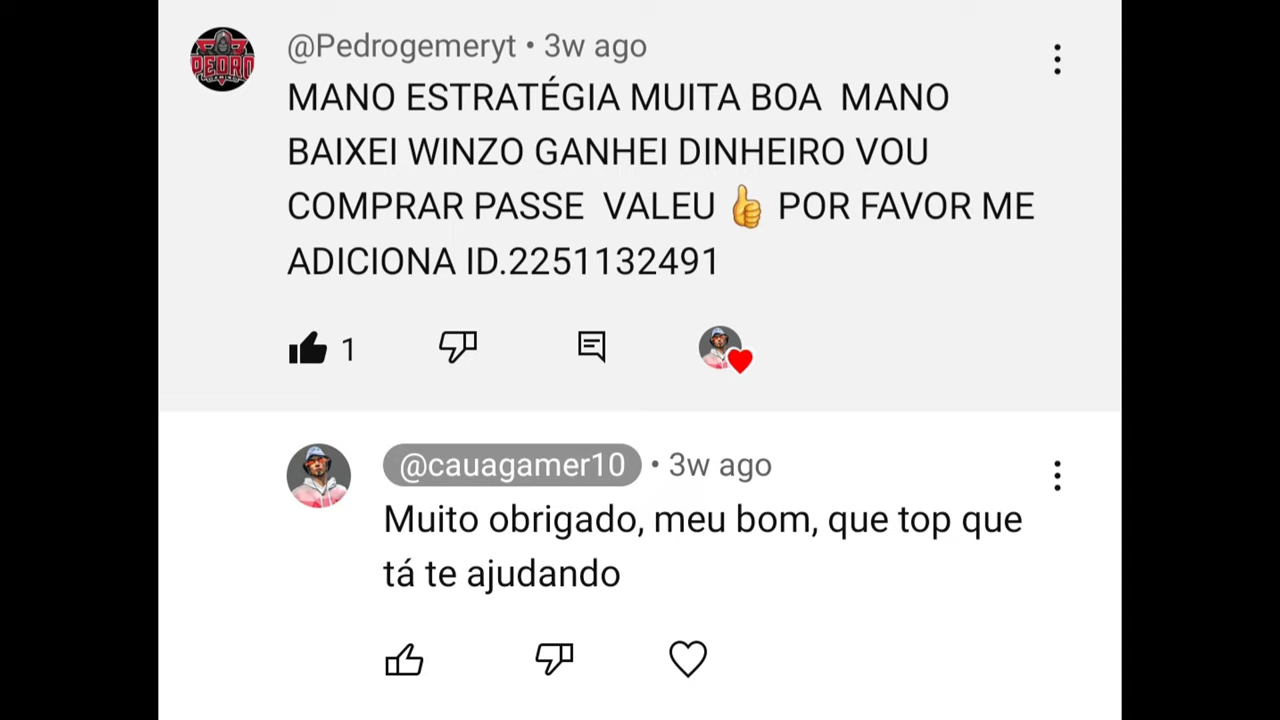 PEDRO
@Pedrogemeryt • 3w ago
MANO ESTRATÉGIA MUITA BOA MANO
BAIXEI WINZO GANHEI DINHEIRO VOU
COMPRAR PASSE VALEU 👍 POR FAVOR ME
ADICIONA ID.2251132491
1
@cauagamer10 • 3w ago
Muito obrigado, meu bom, que top que
tá te ajudando